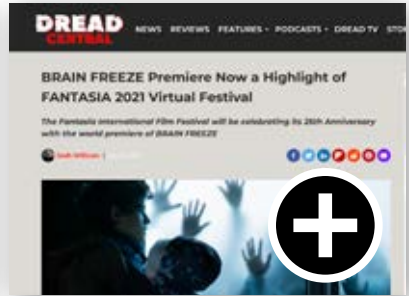 DREAD
CENTRAL
NEWS REVIEWS FEATURES PODCASTS DREAD TV STO
BRAIN FREEZE Premiere Now a Highlight of
FANTASIA 2021 Virtual Festival
The Fantasia International Film Festival will be celebrating its 25th Anniversary
with the world premiere of BRAIN FREEZE